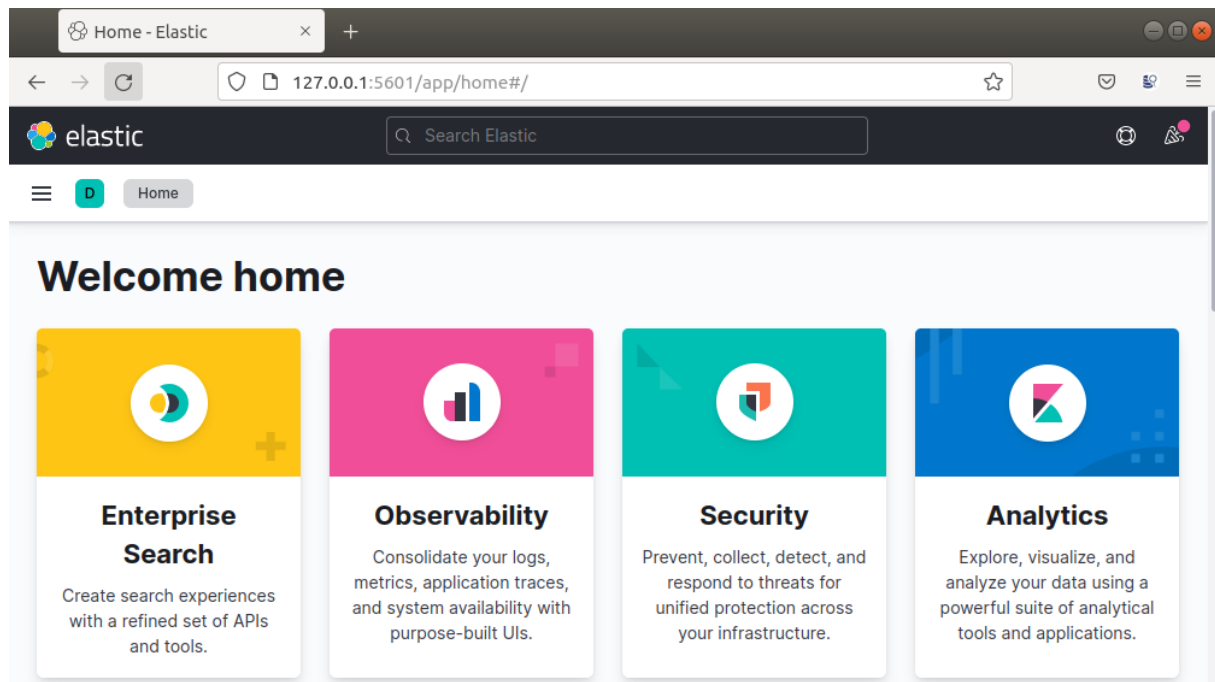 Home - Elastic
127.0.0.1:5601/app/home#/
elastic
Search Elastic
D
Home
Welcome home
Enterprise
Search
Create search experiences
with a refined set of APIs
and tools.
Observability
Consolidate your logs,
metrics, application traces,
and system availability with
purpose-built UIs.
Security
Prevent, collect, detect, and
respond to threats for
unified protection across
your infrastructure.
Analytics
Explore, visualize, and
analyze your data using a
powerful suite of analytical
tools and applications.